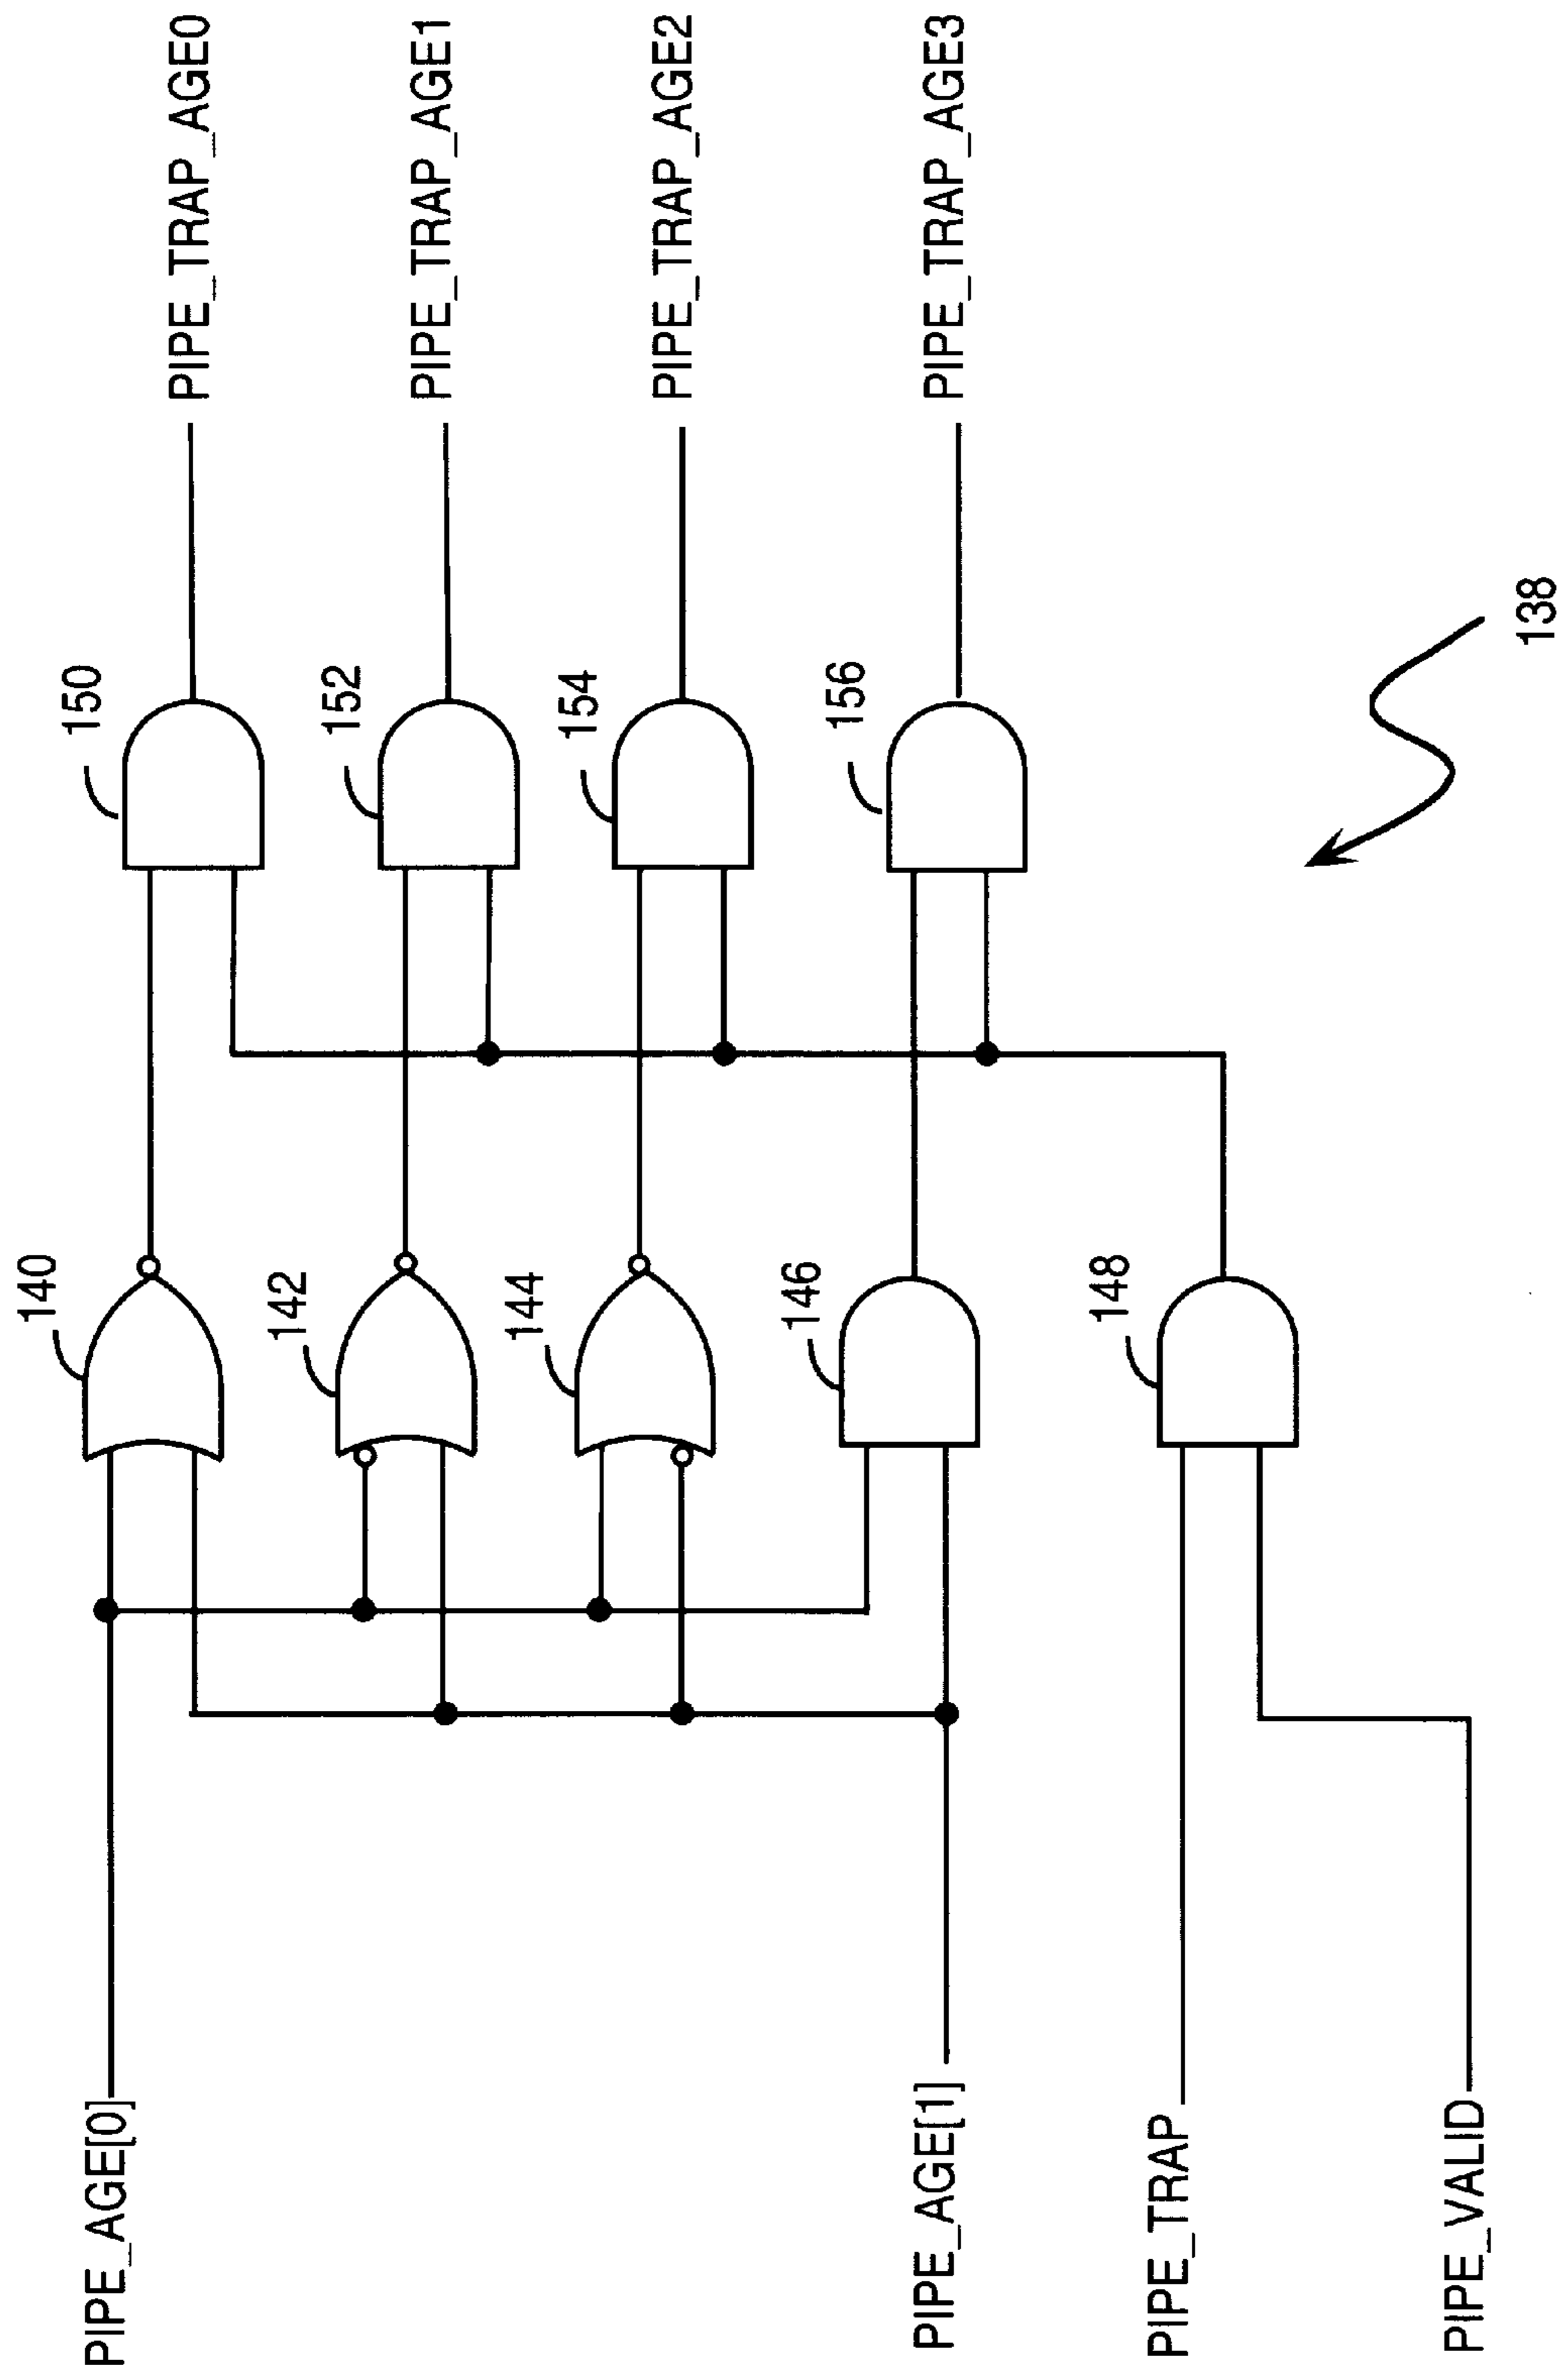 PIPE_AGE[0]
140
150
PIPE_TRAP_AGE0
142
152
PIPE_TRAP_AGE1
144
154
PIPE_TRAP_AGE2
PIPE_AGE[1]
146
156
PIPE_TRAP_AGE3
PIPE_TRAP
148
PIPE_VALID
138